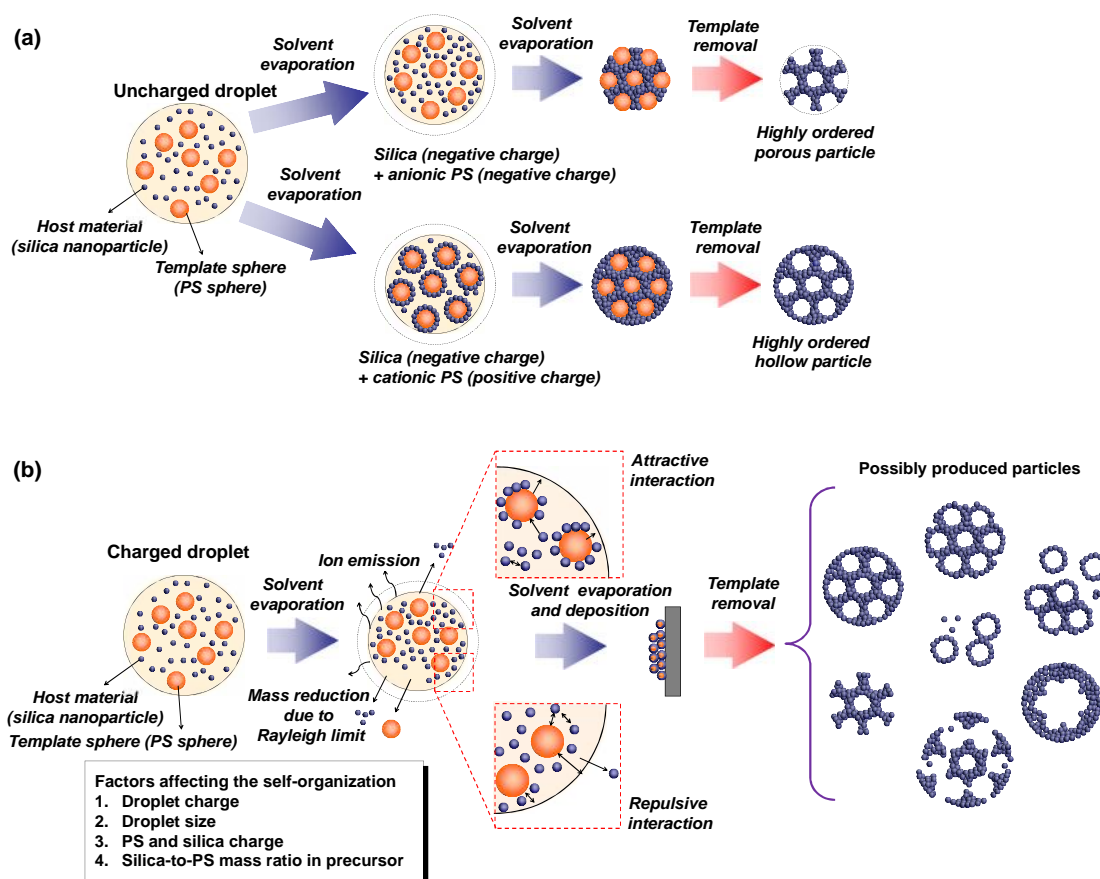 (a)
Uncharged droplet
Host material
(silica nanoparticle)
Template sphere
(PS sphere)
Solvent
evaporation
Silica (negative charge)
+ anionic PS (negative charge)
Solvent
evaporation
Template
removal
Highly ordered
porous particle
Solvent
evaporation
Silica (negative charge)
+ cationic PS (positive charge)
Solvent
evaporation
Template
removal
Highly ordered
hollow particle
(b)
Charged droplet
Host material
(silica nanoparticle)
Template sphere (PS sphere)
Solvent
evaporation
Ion emission
Mass reduction
due to
Rayleigh limit
Attractive
interaction
Solvent evaporation
and deposition
Repulsive
interaction
Template
removal
Possibly produced particles
Factors affecting the self-organization
1. Droplet charge
2. Droplet size
3. PS and silica charge
4. Silica-to-PS mass ratio in precursor